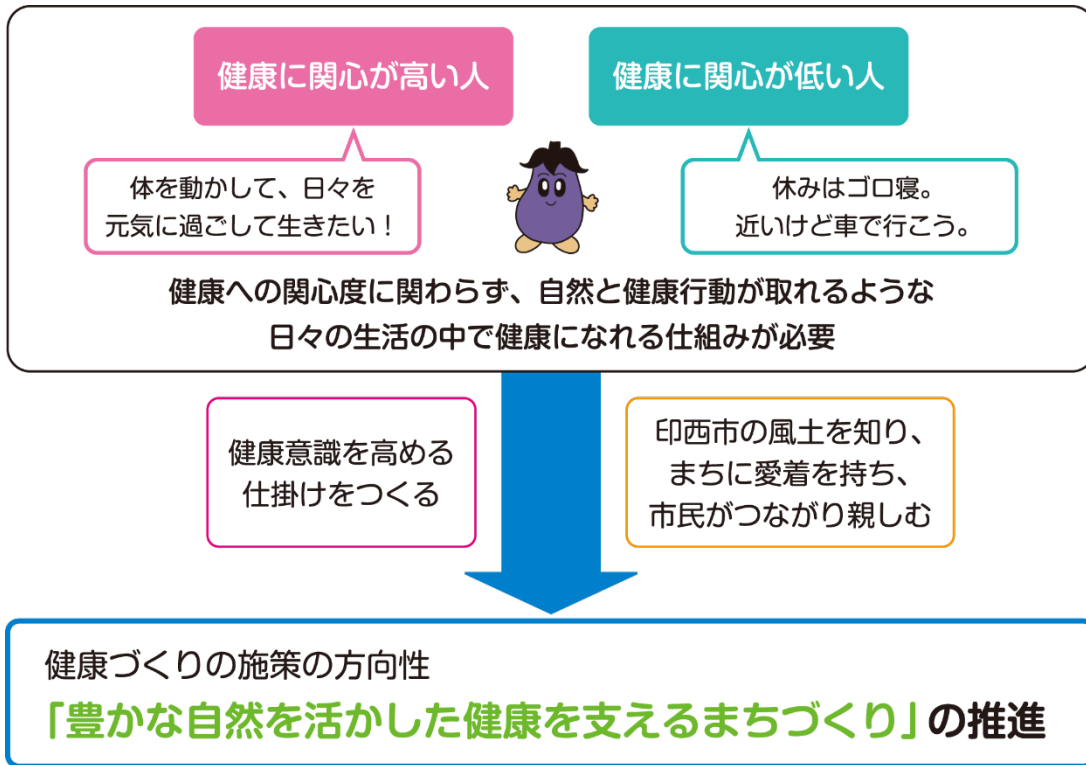 健康に関心が高い人
健康に関心が低い人
体を動かして、日々を
元気に過ごして生きたい！
休みはゴロ寝。
近いけど車で行こう。
健康への関心度に関わらず、自然と健康行動が取れるような
日々の生活の中で健康になれる仕組みが必要
健康意識を高める
仕掛けをつくる
印西市の風土を知り、
まちに愛着を持ち、
市民がつながり親しむ
健康づくりの施策の方向性
「豊かな自然を活かした健康を支えるまちづくり」の推進